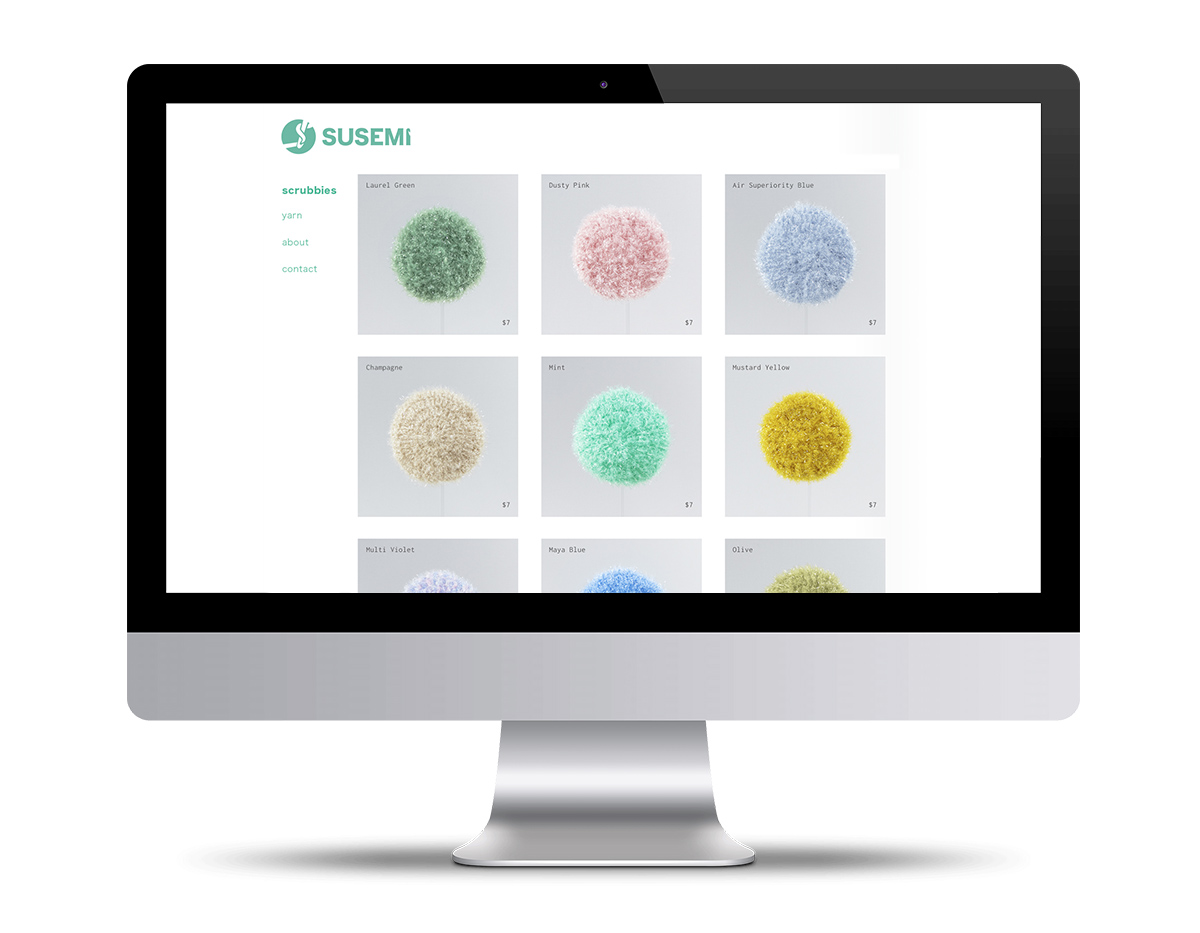 SUSEMI
scrubbies
yarn
about
contact
Laurel Green
$7
Dusty Pink
$7
Air Superiority Blue
$7
Champagne
$7
Mint
$7
Mustard Yellow
$7
Multi Violet
Maya Blue
Olive